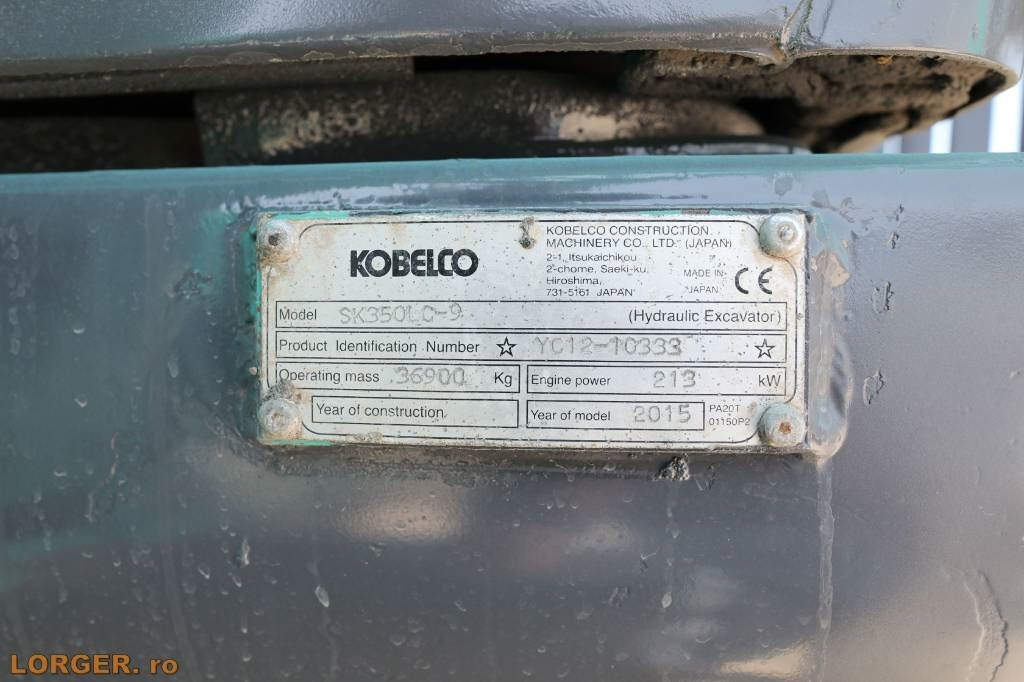 KOBELCO
KOBELCO CONSTRUCTION
MACHINERY CO., LTD. (JAPAN)
2-1, Itsukaichikou
2-chome, Saeki-ku,
Hiroshima,
731-5161 JAPAN
MADE IN
JAPAN
CE
Model SK350LC-9 (Hydraulic Excavator)
Product Identification Number ☆ YC12-10333 ☆
Operating mass 36900 Kg Engine power 213 kW
Year of construction Year of model 2015
PA20T
01150P2
LORGER. ro